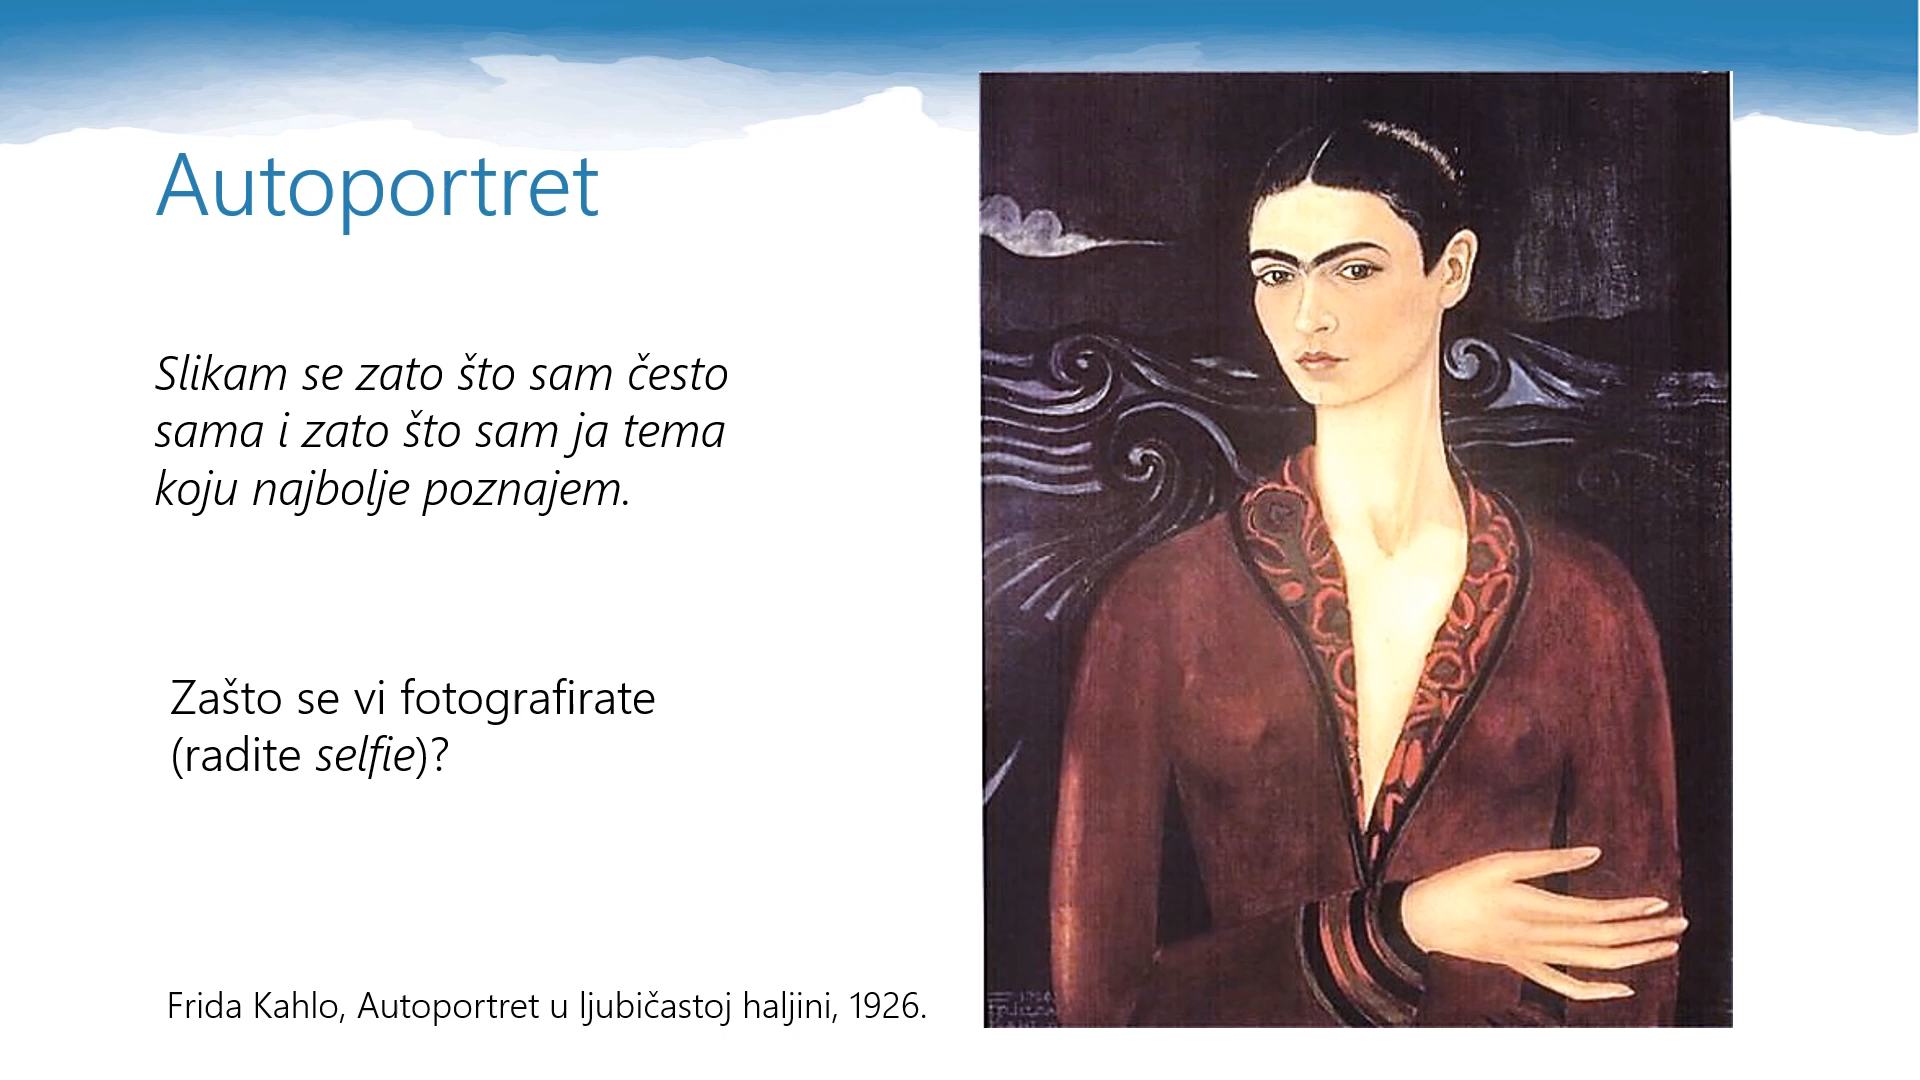 Autoportret
Slikam se zato što sam često
sama i zato što sam ja tema
koju najbolje poznajem.
Zašto se vi fotografirate
(radite selfie)?
Frida Kahlo, Autoportret u ljubičastoj haljini, 1926.